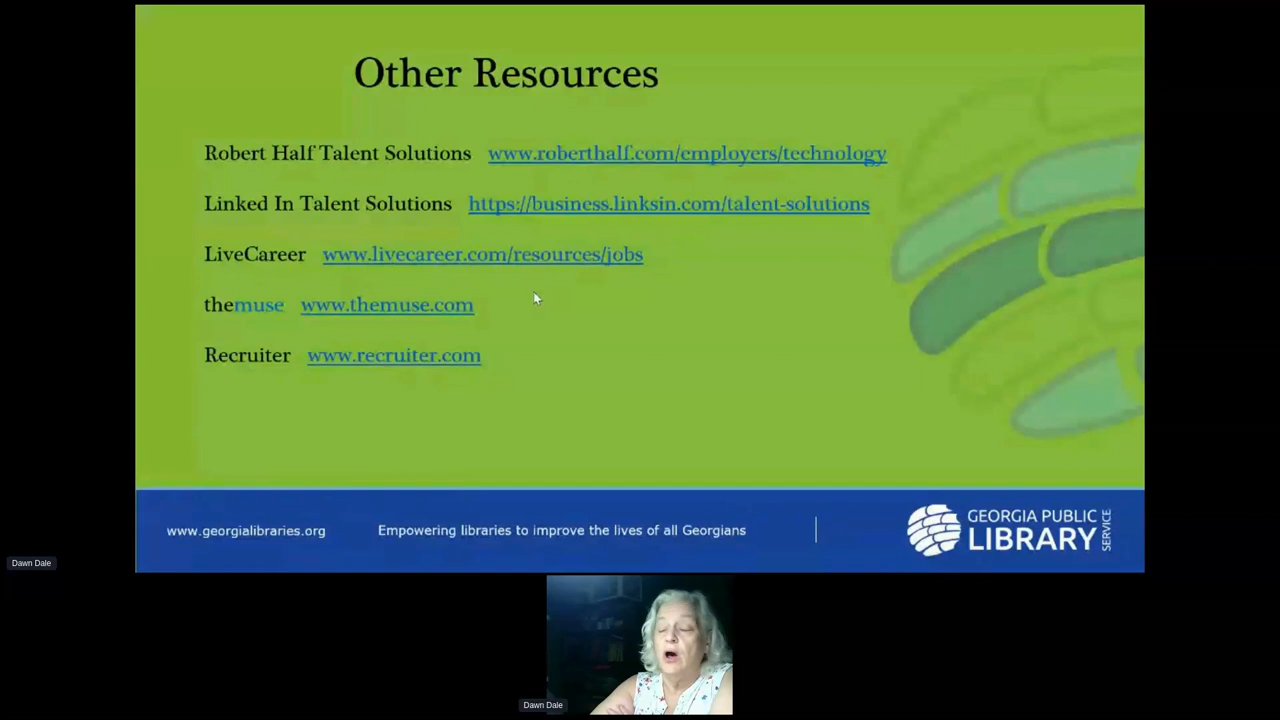 Other Resources
Robert Half Talent Solutions www.roberthalf.com/employers/technology
Linked In Talent Solutions https://business.linksin.com/talent-solutions
LiveCareer www.livecareer.com/resources/jobs
themuse www.themuse.com
Recruiter www.recruiter.com
www.georgialibraries.org Empowering libraries to improve the lives of all Georgians
GEORGIA PUBLIC
LIBRARY
SERVICE
Dawn Dale
Dawn Dale